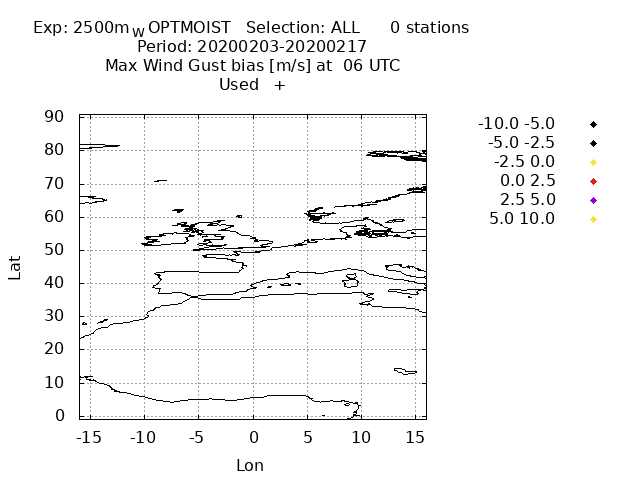 Exp: 2500m_W OPTMOIST   Selection: ALL      0 stations
Period: 20200203-20200217
Max Wind Gust bias [m/s] at  06 UTC
Used   +
-10.0 -5.0
-5.0 -2.5
-2.5 0.0
0.0 2.5
2.5 5.0
5.0 10.0
90
80
70
60
50
40
30
20
10
0
Lat
-15 -10 -5 0 5 10 15
Lon